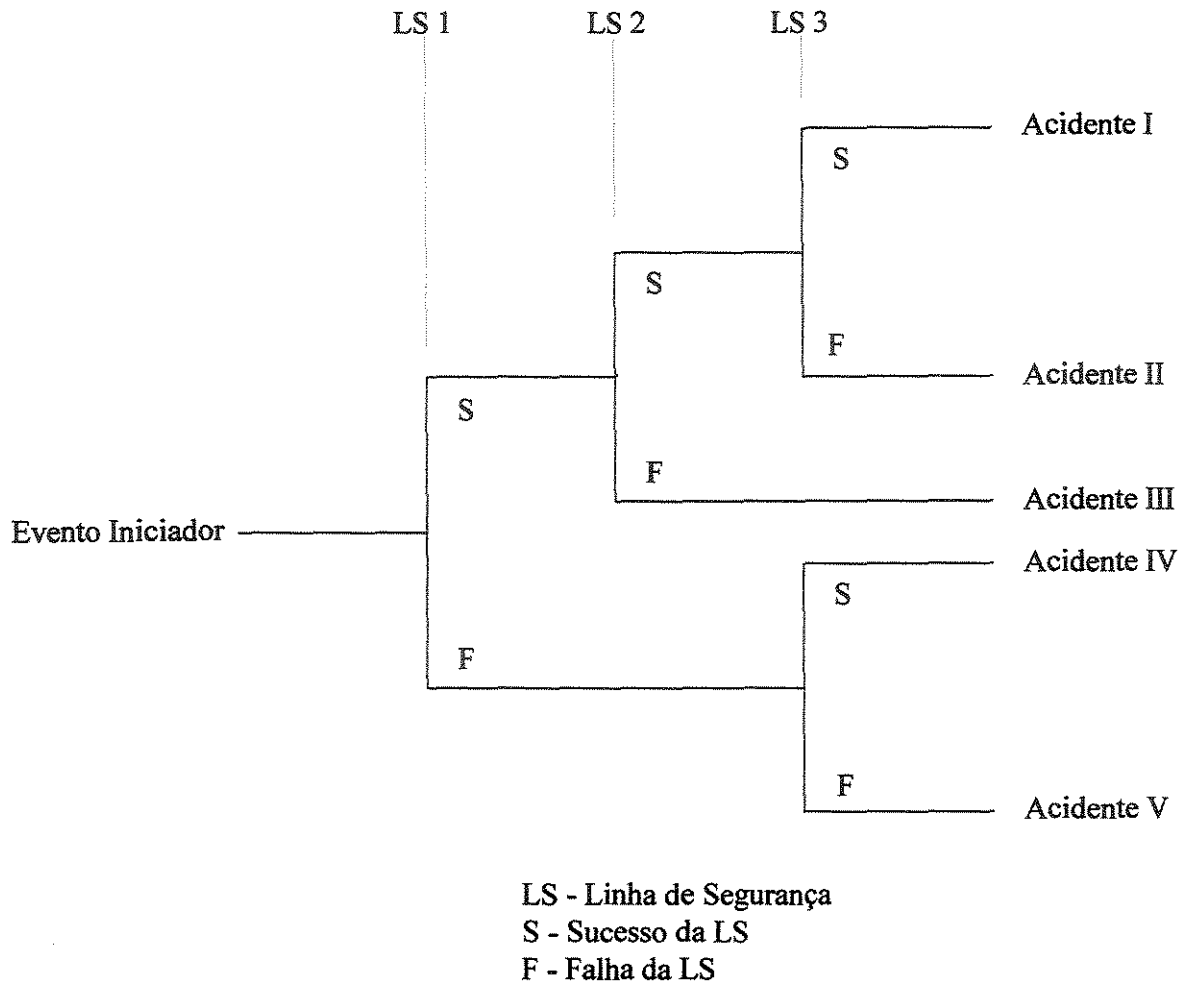 LS 1 LS 2 LS 3
Acidente I
S
S
F
Acidente II
S
F
Acidente III
Evento Iniciador
Acidente IV
S
F
F
Acidente V
LS - Linha de Segurança
S - Sucesso da LS
F - Falha da LS